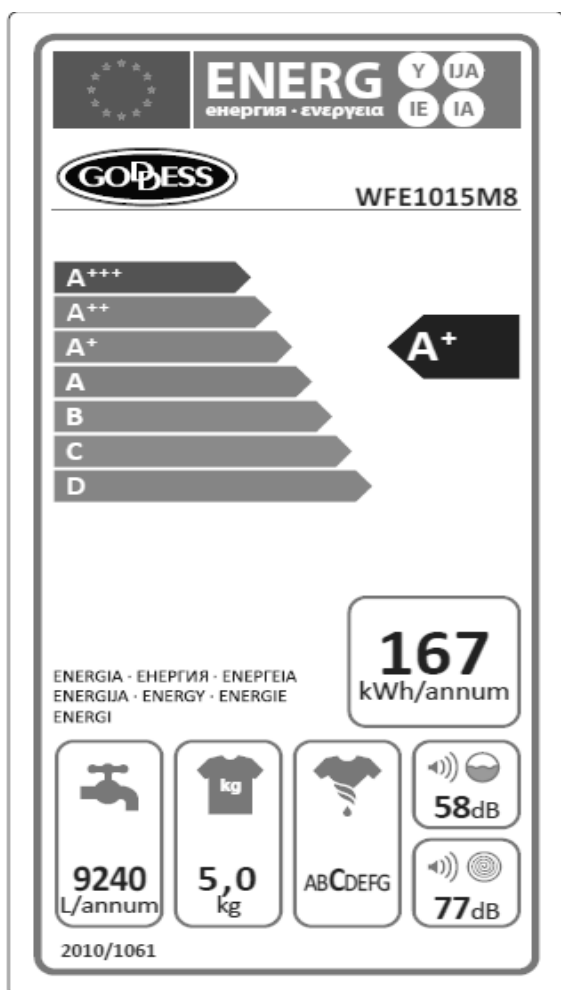 ENERG
енергия · ενεργεια
Y IJA
IE IA
GODDESS
WFE1015M8
A+++
A++
A+
A
B
C
D
A+
167
kWh/annum
ENERGIA · ЕНЕРГИЯ · ΕΝΕΡΓΕΙΑ
ENERGIJA · ENERGY · ENERGIE
ENERGI
9240
L/annum
kg
5,0
kg
ABCDEFG
58dB
77dB
2010/1061